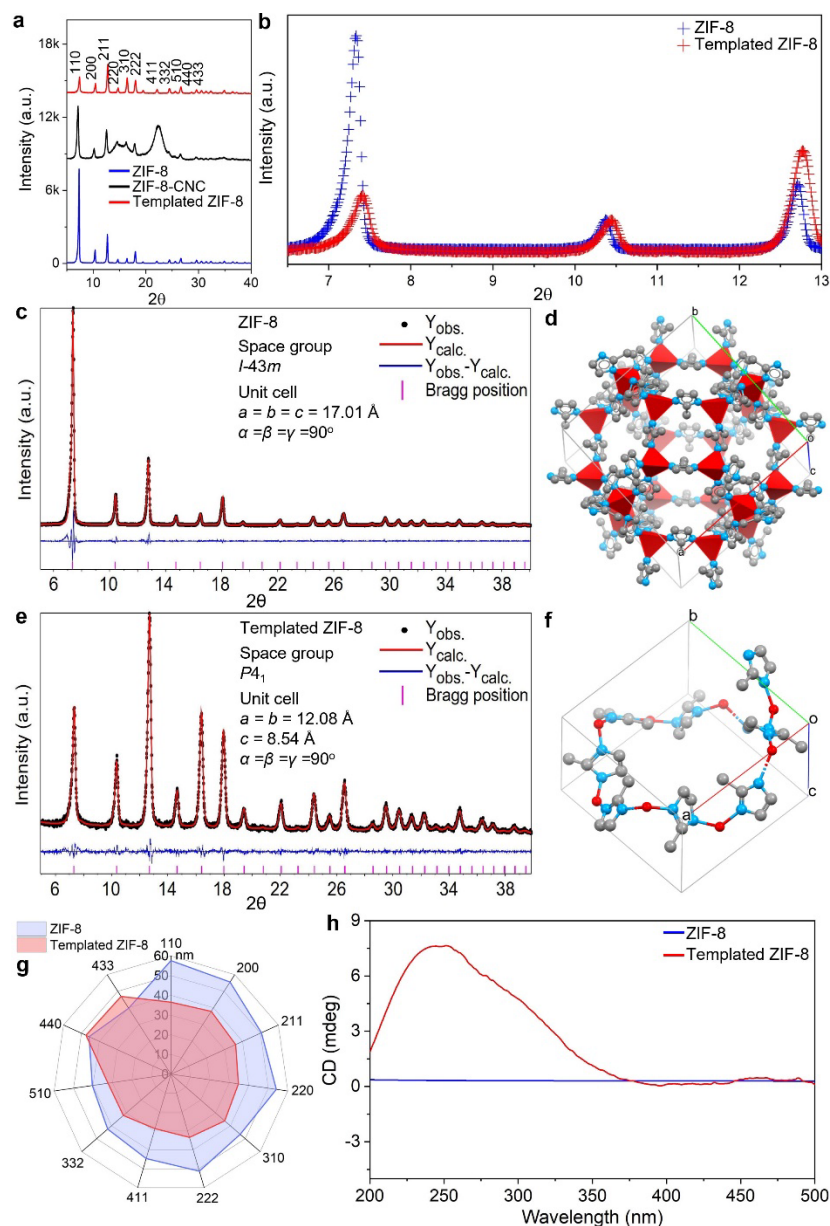 a
Intensity (a.u.)
18k
12k
6k
0
110
200
211
220
310
222
411
332
510
440
433
ZIF-8
ZIF-8-CNC
Templated ZIF-8
10 20 30 40
2θ
b
Intensity (a.u.)
ZIF-8
Templated ZIF-8
7 8 9 10 11 12 13
2θ
c
Intensity (a.u.)
ZIF-8
Space group
I-43m
Unit cell
a = b = c = 17.01 Å
α =β =γ =90°
Yobs.
Ycalc.
Yobs.-Ycalc.
Bragg position
6 8 10 12 14 16 18 20 22 24 26 28 30 32 34 36 38
2θ
d
b
o
c
a
e
Intensity (a.u.)
Templated ZIF-8
Space group
P4₁
Unit cell
a = b = 12.08 Å
c = 8.54 Å
α =β =γ =90°
Yobs.
Ycalc.
Yobs.-Ycalc.
Bragg position
6 8 10 12 14 16 18 20 22 24 26 28 30 32 34 36 38
2θ
f
b
o
c
a
g
ZIF-8
Templated ZIF-8
110
200
211
220
310
222
411
332
510
440
433
60 nm
50
40
30
20
10
0
h
CD (mdeg)
9
6
3
0
-3
ZIF-8
Templated ZIF-8
200 250 300 350 400 450 500
Wavelength (nm)